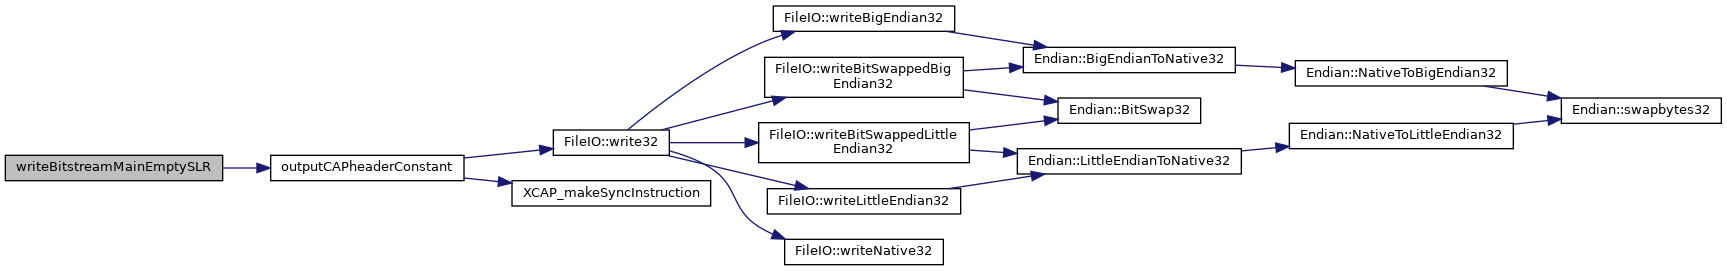 writeBitstreamMainEmptySLR
outputCAPheaderConstant
FileIO::write32
XCAP_makeSyncInstruction
FileIO::writeBigEndian32
FileIO::writeBitSwappedBig
Endian32
FileIO::writeBitSwappedLittle
Endian32
FileIO::writeLittleEndian32
FileIO::writeNative32
Endian::BigEndianToNative32
Endian::BitSwap32
Endian::LittleEndianToNative32
Endian::NativeToBigEndian32
Endian::NativeToLittleEndian32
Endian::swapbytes32